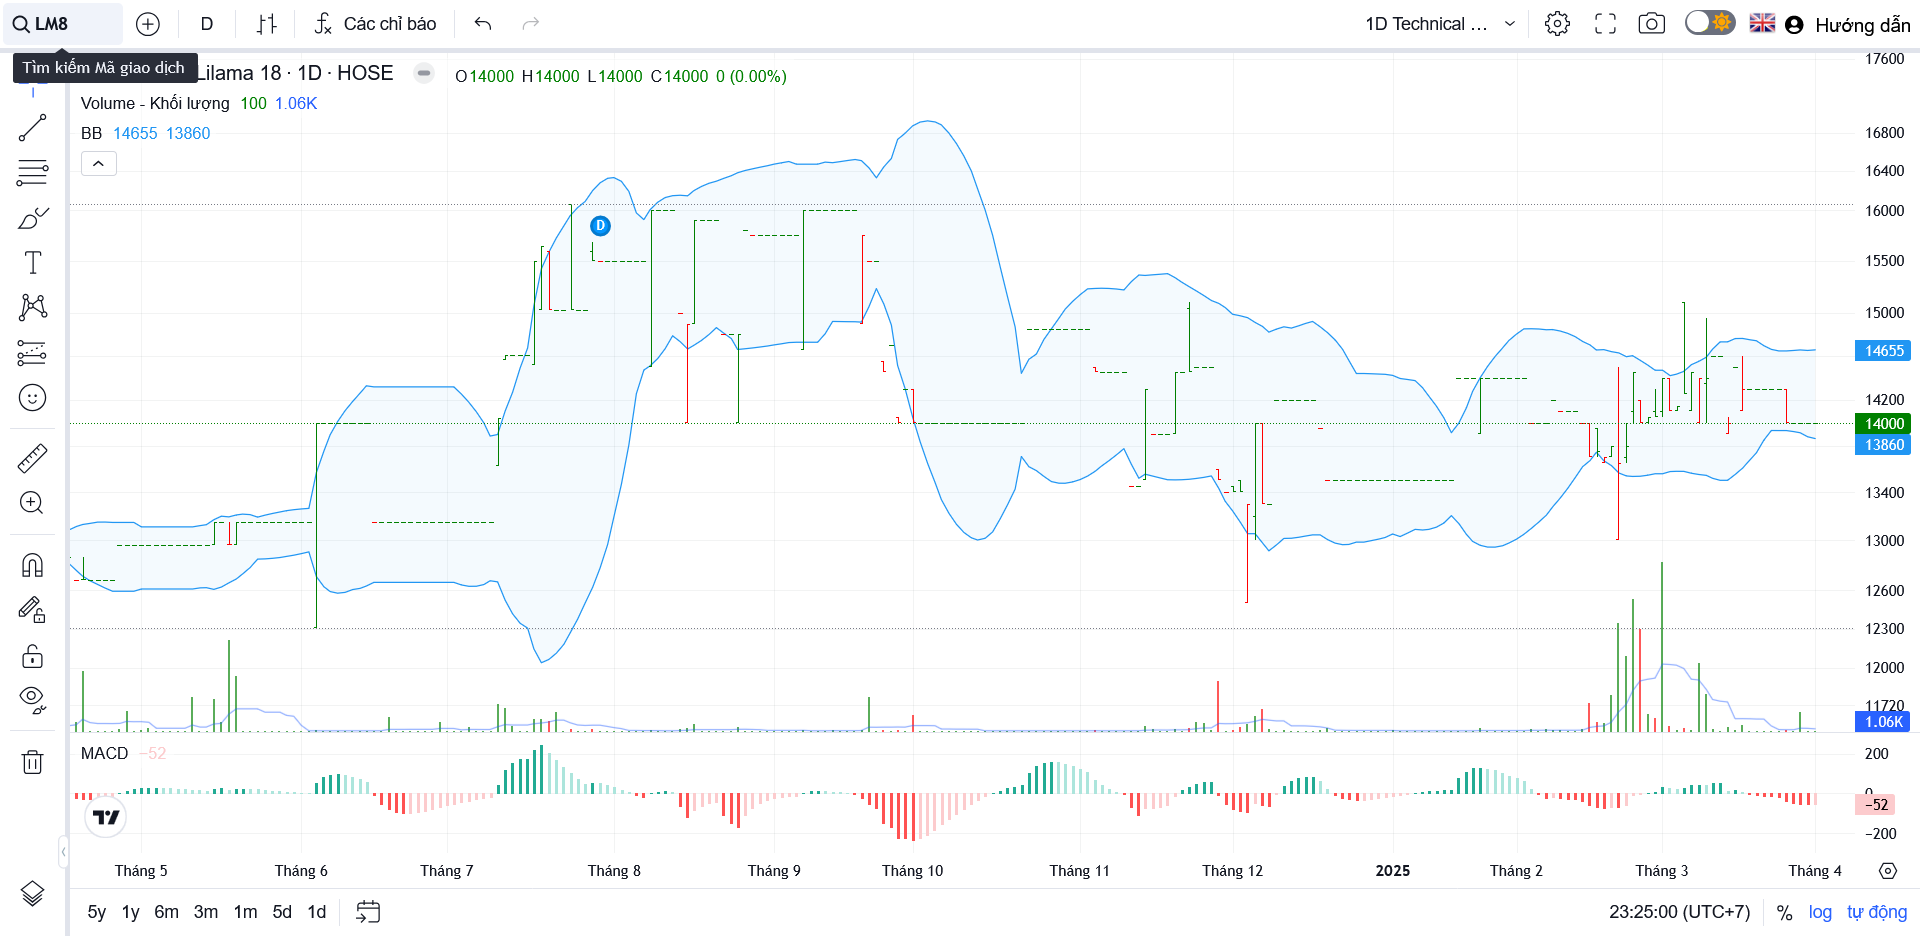 LM8
D
Các chỉ báo
1D Technical ...
Hướng dẫn
Tìm kiếm Mã giao dịch
Lilama 18 · 1D · HOSE
O14000 H14000 L14000 C14000 0 (0.00%)
Volume - Khối lượng 100 1.06K
BB 14655 13860
D
17600
16800
16400
16000
15500
15000
14655
14200
14000
13860
13400
13000
12600
12300
12000
11720
1.06K
MACD −52
200
0
−52
−200
Tháng 5 Tháng 6 Tháng 7 Tháng 8 Tháng 9 Tháng 10 Tháng 11 Tháng 12 2025 Tháng 2 Tháng 3 Tháng 4
5y 1y 6m 3m 1m 5d 1d
23:25:00 (UTC+7) % log tự động